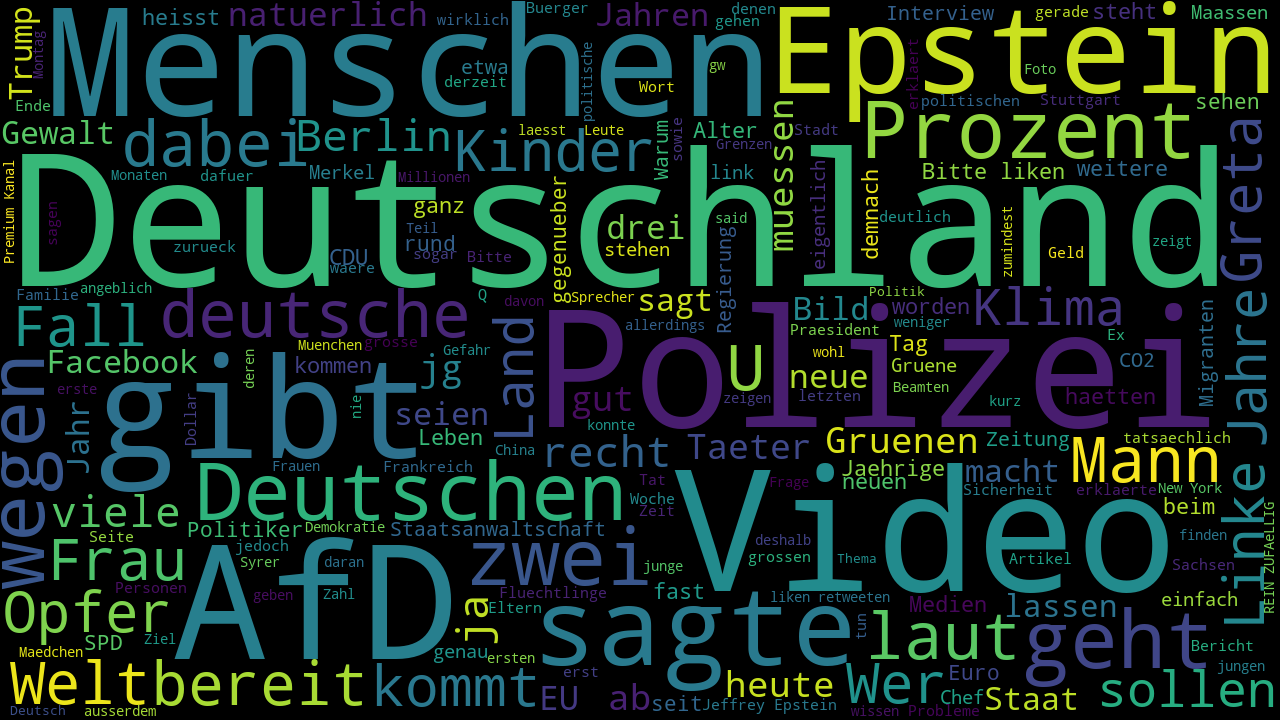 Trump
Montag
heisst
natuerlich
wirklich
Buerger
Jahren
denen
gehen
Interview
gerade
steht
Maassen
Menschen
Epstein
etwa
derzeit
politische
Wort
gw
Foto
erklaert
politischen
Stuttgart
sehen
Ende
Gewalt
dabei
Berlin
laesst
Leute
Kinder
Warum
sowie
Alter
Stadt
Grenzen
muessen
Prozent
Greta
Premium Kanal
sagen
Monaten
dafuer
Merkel
Millionen
link
eigentlich
demnach
Bitte liken
weitere
Deutschland
ganz
Teil
rund
sogar
Bitte
CDU
waere
zurueck
gegenueber
drei
stehen
said
Regierung
deutlich
zumindest
Geld
zeigt
Familie
angeblich
Q
davon
Sprecher
sagt
Bild
Politik
worden
weniger
Klima
Fall
deutsche
Muenchen
grosse
Gefahr
Land
allerdings
Praesident
Tag
Ex
CO2
Migranten
Jahre
Facebook
deren
kommen
jg
Polizei
wohl
U
neue
Gruene
Beamten
erste
gibt
Dollar
nie
seien
gut
konnte
zeigen
letzten
kurz
haetten
wegen
Jahr
Leben
China
recht
Taeter
Gruenen
Zeitung
tatsaechlich
Frauen
Frankreich
Tat
Frage
Jaehrige
neuen
macht
Mann
Linke
viele
Deutschen
Woche
Zeit
Video
Sicherheit
erklaerte
New York
beim
REIN ZUFAeLLIG
Seite
Politiker
Demokratie
Staatsanwaltschaft
deshalb
grossen
Thema
Artikel
finden
Frau
jedoch
Syrer
daran
AfD
zwei
junge
fast
Sachsen
Personen
geben
Zahl
Fluechtlinge
Eltern
liken retweeten
Medien
lassen
einfach
Opfer
SPD
Ziel
ja
sagte
tun
laut
geht
Maedchen
genau
ersten
erst
Bericht
Welt
bereit
kommt
EU
ab
seit
heute
Jeffrey Epstein
Wer
Euro
Chef
Staat
jungen
sollen
Deutsch
ausserdem
wissen
Probleme